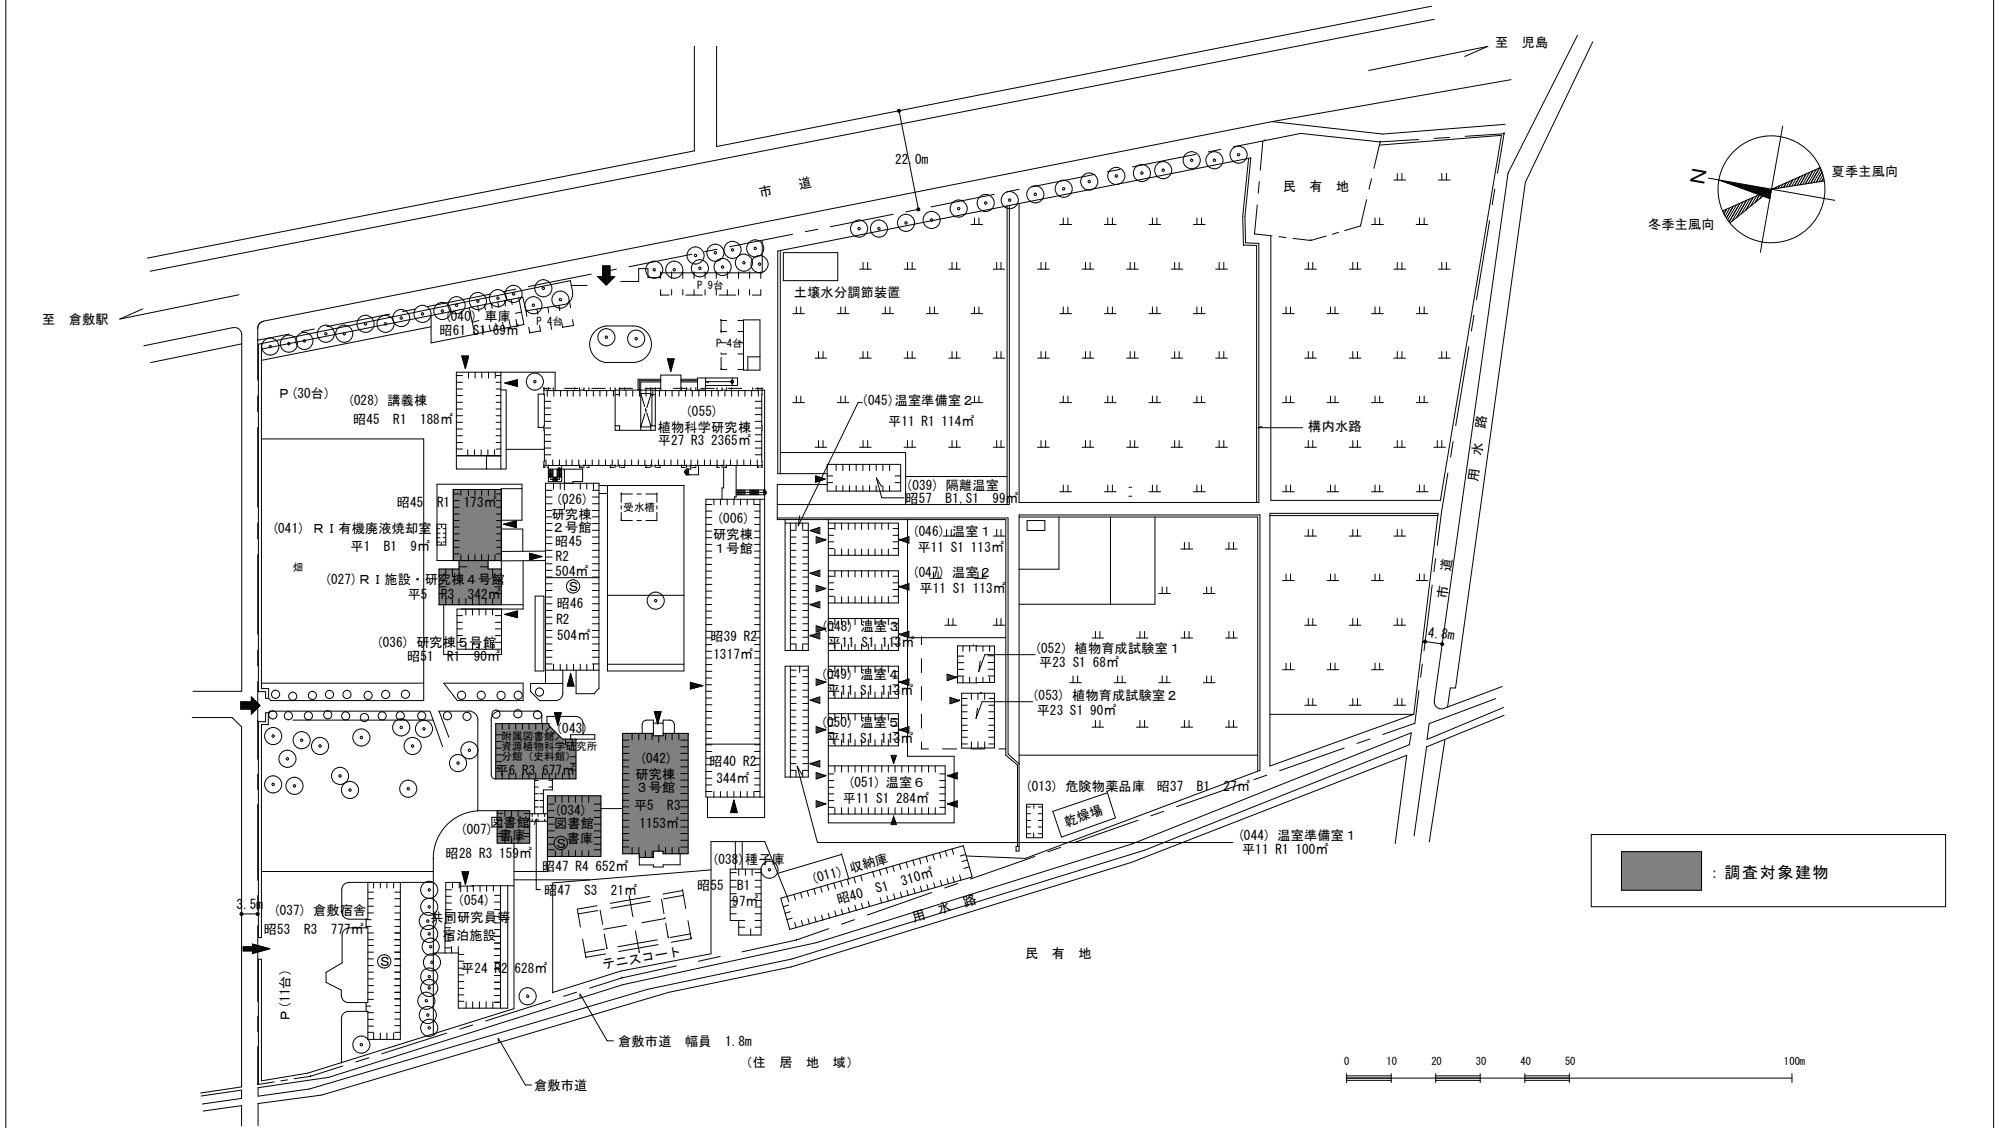 至　児島
22.0m
市　道
民　有　地
N
夏季主風向
冬季主風向
至　倉敷駅
P 9台
土壌水分調節装置
(040) 車庫
昭61 S1 69㎡
P 4台
P 4台
P (30台)
(028) 講義棟
昭45　R1　188㎡
(055)
植物科学研究棟
平27 R3 2365㎡
(045) 温室準備室２
平11 R1 114㎡
構内水路
用　水　路
(039) 隔離温室
昭57　B1,S1　99㎡
昭45　R1　173㎡
(041) ＲＩ有機廃液焼却室
平1　B1　9㎡
畑
(027) ＲＩ施設・研究棟４号館
平5　R3　342㎡
(036) 研究棟５号館
昭51　R1　90㎡
(026)
研究棟
２号館
昭45
R2
504㎡
Ⓢ
昭46
R2
504㎡
受水槽
(006)
研究棟
１号館
昭39 R2
1317㎡
昭40 R2
344㎡
(046) 温室１
平11 S1 113㎡
(047) 温室２
平11 S1 113㎡
(048) 温室３
平11 S1 113㎡
(049) 温室４
平11 S1 113㎡
(050) 温室５
平11 S1 113㎡
(051) 温室６
平11 S1 284㎡
(052) 植物育成試験室１
平23 S1 68㎡
(053) 植物育成試験室２
平23 S1 90㎡
市　道
4.8m
(043)
附属図書館
資源植物科学研究所
分館（史料館）
平6 R3 677㎡
(042)
研究棟
３号館
平5　R3
1153㎡
(007)
図書館
書庫
昭28 R3 159㎡
(034)
図書館
書庫
Ⓢ
昭47 R4 652㎡
昭47　S3　21㎡
(013) 危険物薬品庫　昭37　B1　27㎡
乾燥場
(044) 温室準備室１
平11 R1 100㎡
(038) 種子庫
昭55　B1
97㎡
(011) 収納庫
昭40　S1　310㎡
用　水　路
3.5m
(037) 倉敷宿舎
昭53　R3　777㎡
Ⓢ
P (11台)
(054)
共同研究員等
宿泊施設
平24 R2 628㎡
テニスコート
民　有　地
：調査対象建物
倉敷市道　幅員　1.8m
（住　居　地　域）
倉敷市道
0　10　20　30　40　50　100m